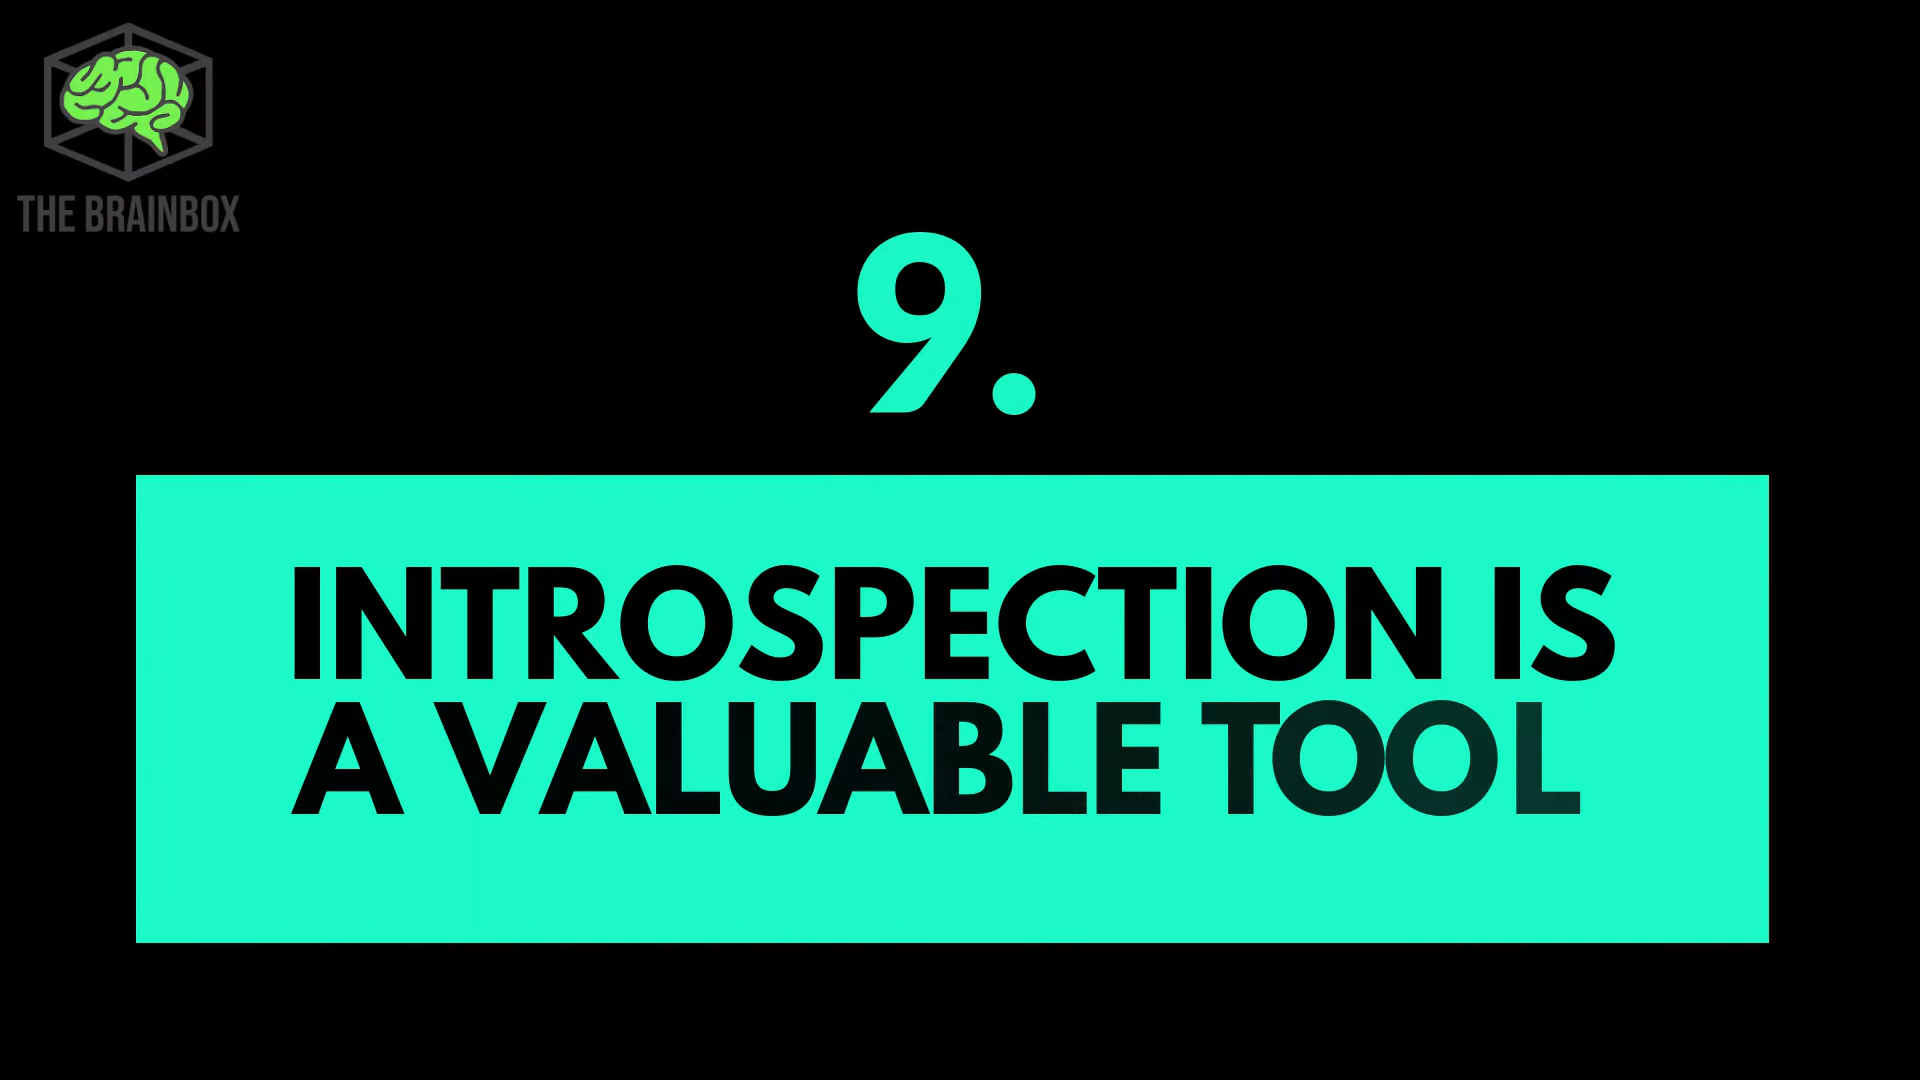 THE BRAINBOX
9.
INTROSPECTION IS
A VALUABLE TOOL